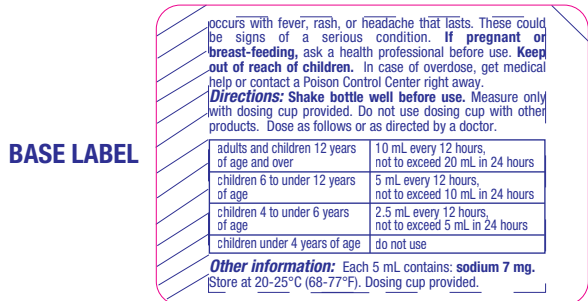 BASE LABEL
occurs with fever, rash, or headache that lasts. These could
be signs of a serious condition. If pregnant or
breast-feeding, ask a health professional before use. Keep
out of reach of children. In case of overdose, get medical
help or contact a Poison Control Center right away.
Directions: Shake bottle well before use. Measure only
with dosing cup provided. Do not use dosing cup with other
products. Dose as follows or as directed by a doctor.
adults and children 12 years
of age and over
10 mL every 12 hours,
not to exceed 20 mL in 24 hours
children 6 to under 12 years
of age
5 mL every 12 hours,
not to exceed 10 mL in 24 hours
children 4 to under 6 years
of age
2.5 mL every 12 hours,
not to exceed 5 mL in 24 hours
children under 4 years of age
do not use
Other information: Each 5 mL contains: sodium 7 mg.
Store at 20-25°C (68-77°F). Dosing cup provided.